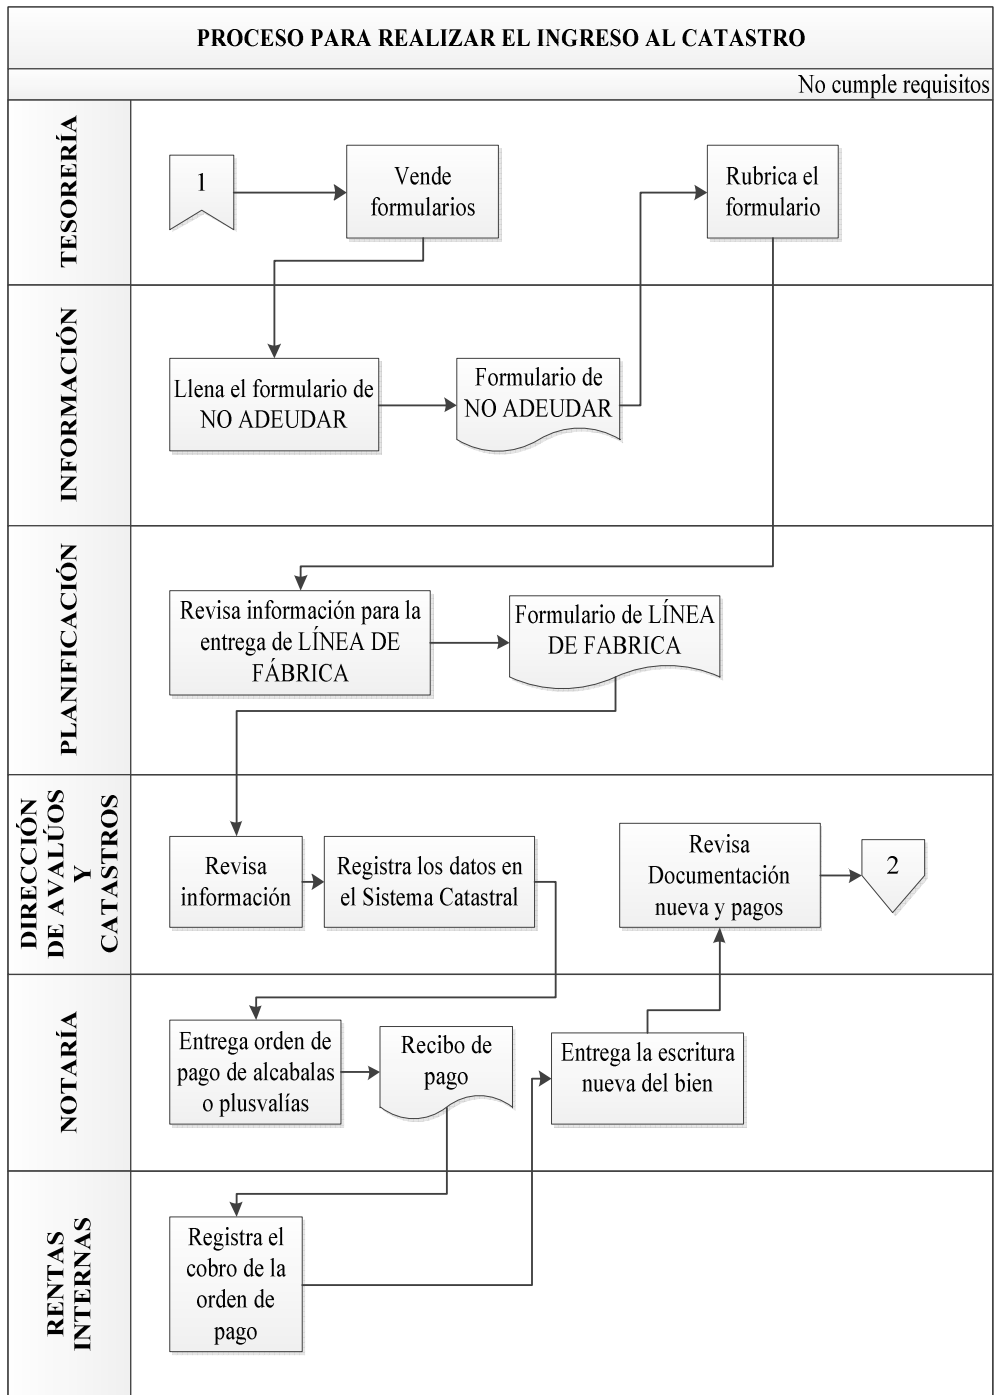 PROCESO PARA REALIZAR EL INGRESO AL CATASTRO
No cumple requisitos
TESORERÍA
1
Vende
formularios
Rubrica el
formulario
INFORMACIÓN
Llena el formulario de
NO ADEUDAR
Formulario de
NO ADEUDAR
PLANIFICACIÓN
Revisa información para la
entrega de LÍNEA DE
FÁBRICA
Formulario de LÍNEA
DE FABRICA
DIRECCIÓN
DE AVALÚOS
Y
CATASTROS
Revisa
información
Registra los datos en
el Sistema Catastral
Revisa
Documentación
nueva y pagos
2
NOTARÍA
Entrega orden de
pago de alcabalas
o plusvalías
Recibo de
pago
Entrega la escritura
nueva del bien
RENTAS
INTERNAS
Registra el
cobro de la
orden de
pago